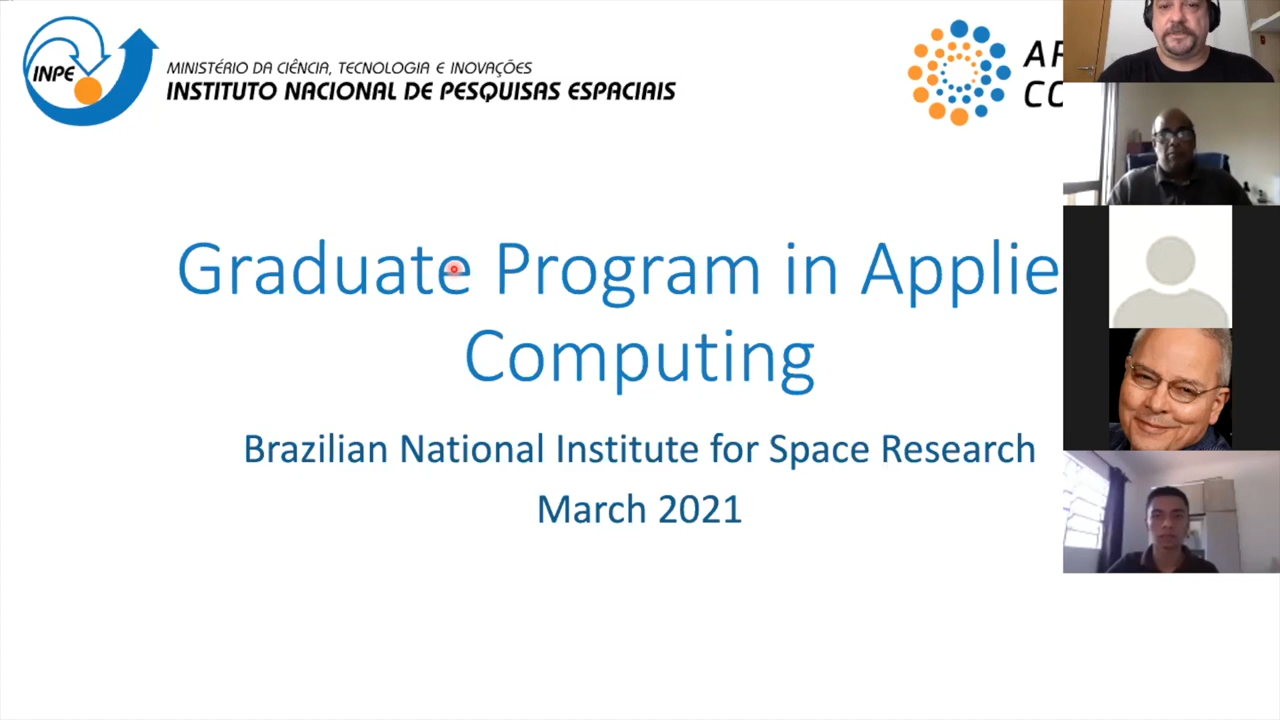 INPE
MINISTÉRIO DA CIÊNCIA, TECNOLOGIA E INOVAÇÕES
INSTITUTO NACIONAL DE PESQUISAS ESPACIAIS
Graduate Program in Applie
Computing
Brazilian National Institute for Space Research
March 2021